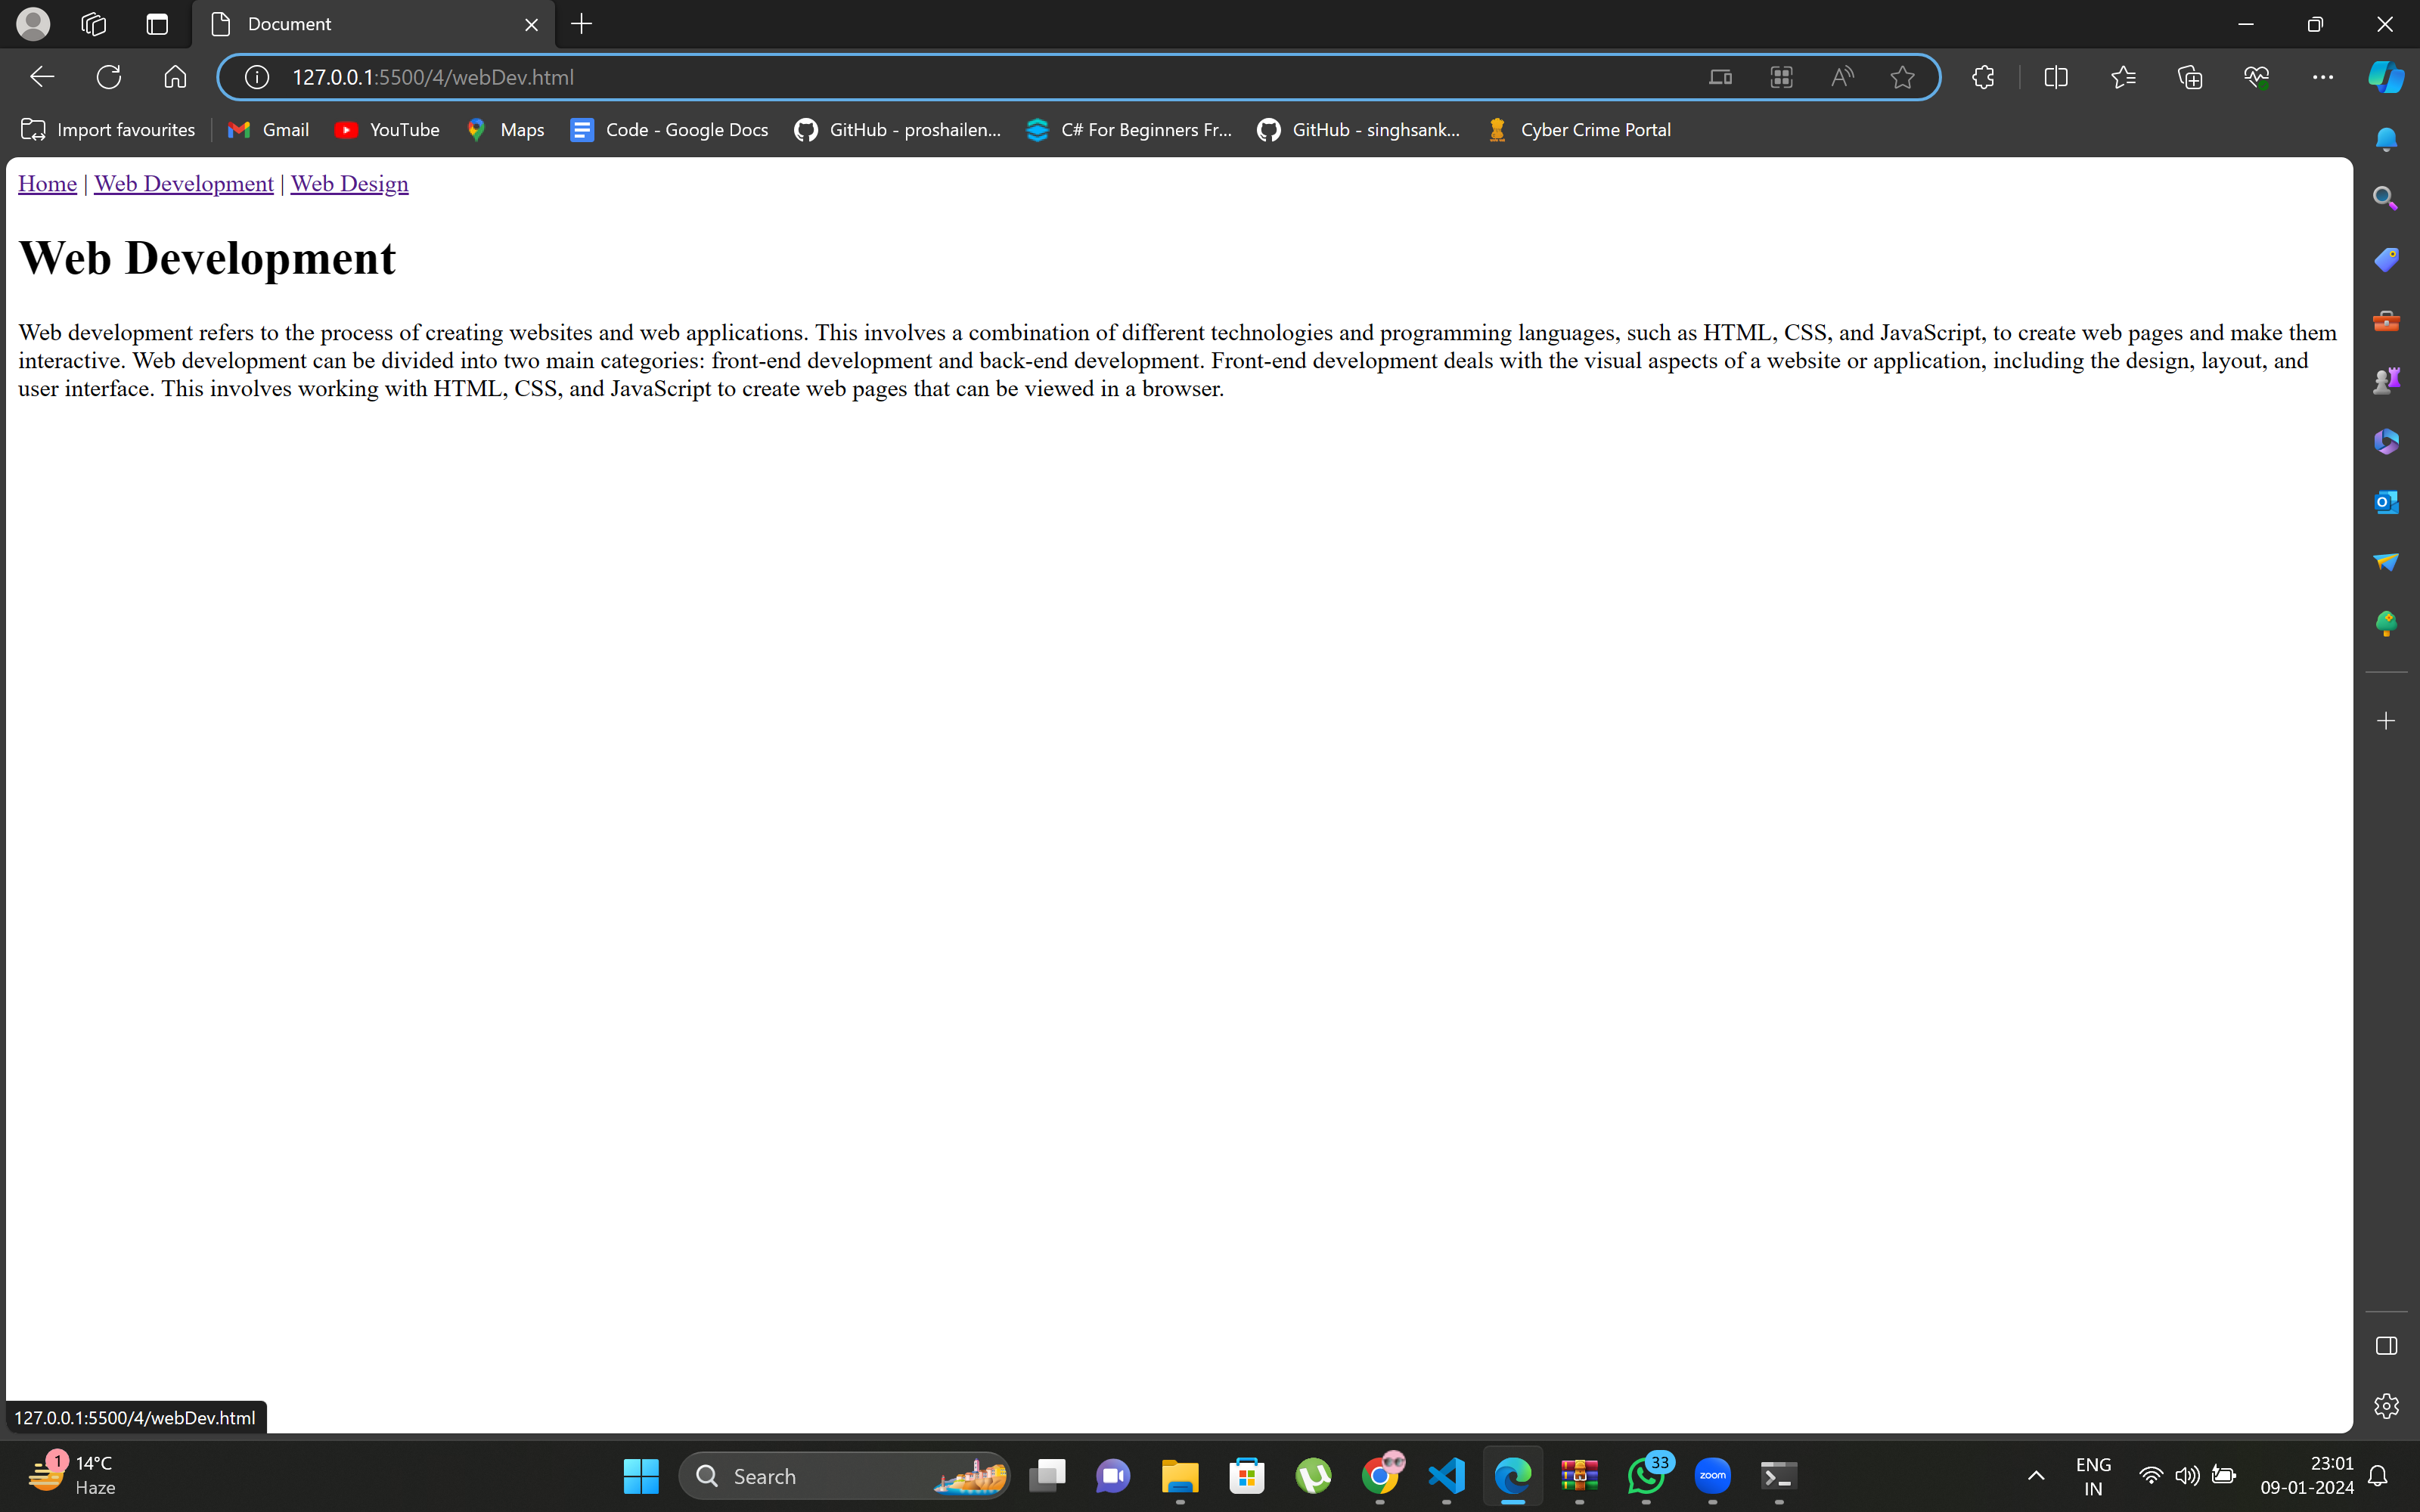 Document
127.0.0.1:5500/4/webDev.html
Import favourites
Gmail
YouTube
Maps
Code - Google Docs
GitHub - proshailen...
C# For Beginners Fr...
GitHub - singhsank...
Cyber Crime Portal
Home | Web Development | Web Design
Web Development
Web development refers to the process of creating websites and web applications. This involves a combination of different technologies and programming languages, such as HTML, CSS, and JavaScript, to create web pages and make them
interactive. Web development can be divided into two main categories: front-end development and back-end development. Front-end development deals with the visual aspects of a website or application, including the design, layout, and
user interface. This involves working with HTML, CSS, and JavaScript to create web pages that can be viewed in a browser.
127.0.0.1:5500/4/webDev.html
1
14°C
Haze
Search
33
zoom
ENG
IN
23:01
09-01-2024